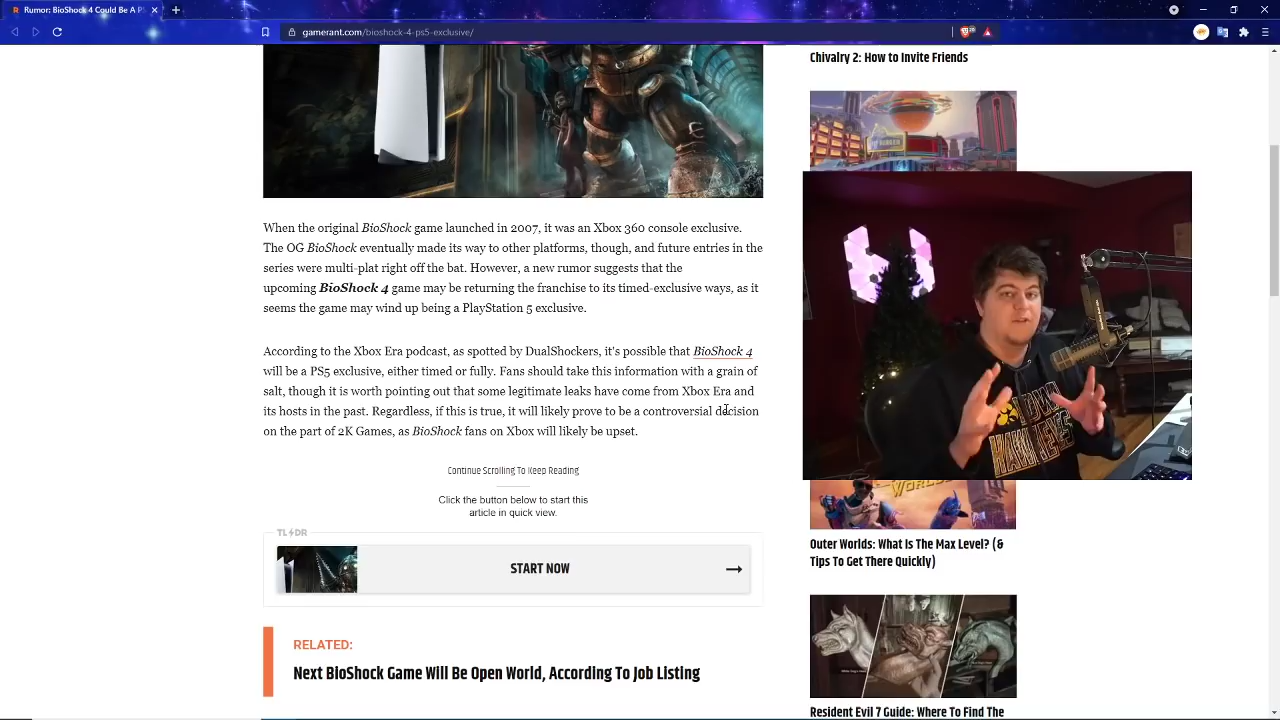 Rumor: BioShock 4 Could Be A PS
gamerant.com/bioshock-4-ps5-exclusive/
Chivalry 2: How to Invite Friends
When the original BioShock game launched in 2007, it was an Xbox 360 console exclusive.
The OG BioShock eventually made its way to other platforms, though, and future entries in the
series were multi-plat right off the bat. However, a new rumor suggests that the
upcoming BioShock 4 game may be returning the franchise to its timed-exclusive ways, as it
seems the game may wind up being a PlayStation 5 exclusive.
According to the Xbox Era podcast, as spotted by DualShockers, it's possible that BioShock 4
will be a PS5 exclusive, either timed or fully. Fans should take this information with a grain of
salt, though it is worth pointing out that some legitimate leaks have come from Xbox Era and
its hosts in the past. Regardless, if this is true, it will likely prove to be a controversial decision
on the part of 2K Games, as BioShock fans on Xbox will likely be upset.
Continue Scrolling To Keep Reading
Click the button below to start this
article in quick view.
TL DR
START NOW
RELATED:
Next BioShock Game Will Be Open World, According To Job Listing
HAWKEYES
Outer Worlds: What Is The Max Level? (&
Tips To Get There Quickly)
Resident Evil 7 Guide: Where To Find The